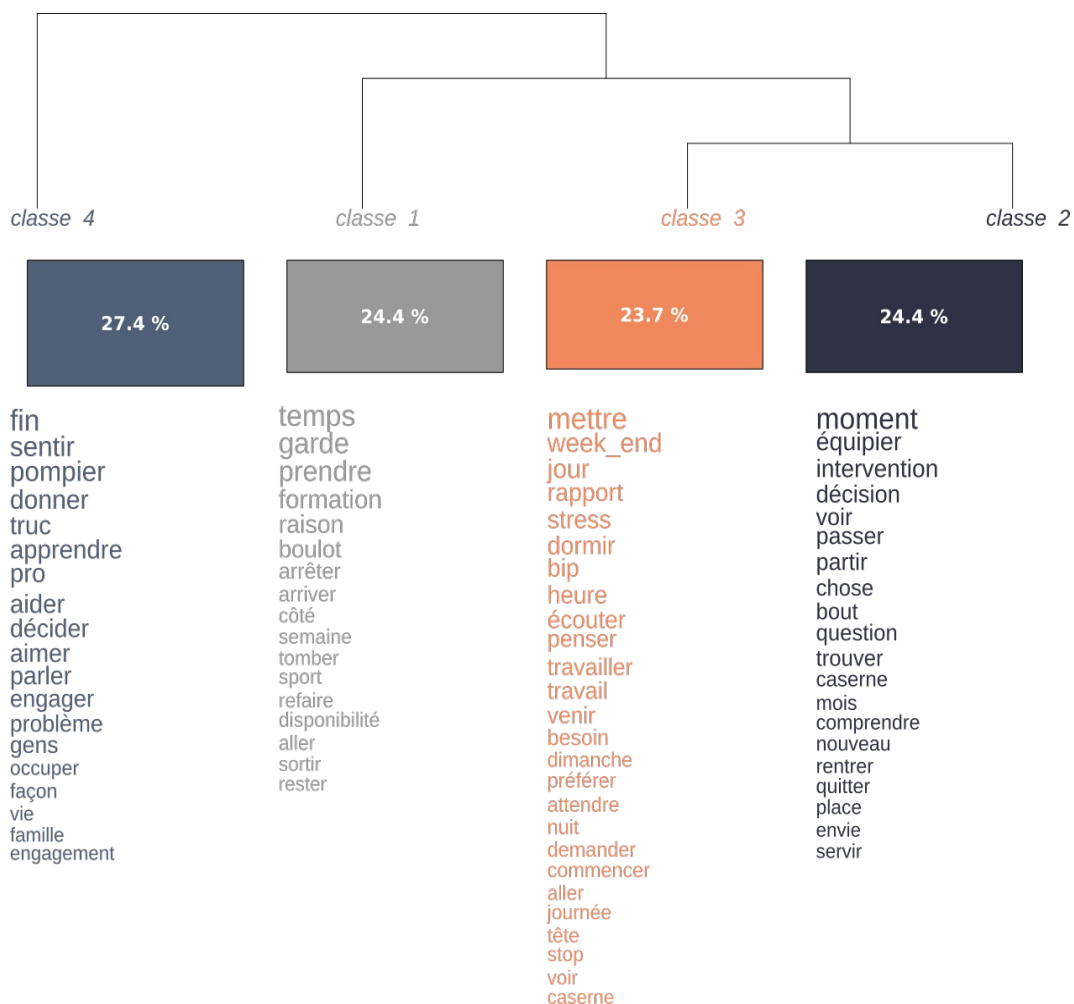 classe 4
classe 1
classe 3
classe 2
27.4 %
24.4 %
23.7 %
24.4 %
fin
sentir
pompier
donner
truc
apprendre
pro
aider
décider
aimer
parler
engager
problème
gens
occuper
façon
vie
famille
engagement
temps
garde
prendre
formation
raison
boulot
arrêter
arriver
côté
semaine
tomber
sport
refaire
disponibilité
aller
sortir
rester
mettre
week_end
jour
rapport
stress
dormir
bip
heure
écouter
penser
travailler
travail
venir
besoin
dimanche
préférer
attendre
nuit
demander
commencer
aller
journée
tête
stop
voir
caserne
moment
équipier
intervention
décision
voir
passer
partir
chose
bout
question
trouver
caserne
mois
comprendre
nouveau
rentrer
quitter
place
envie
servir